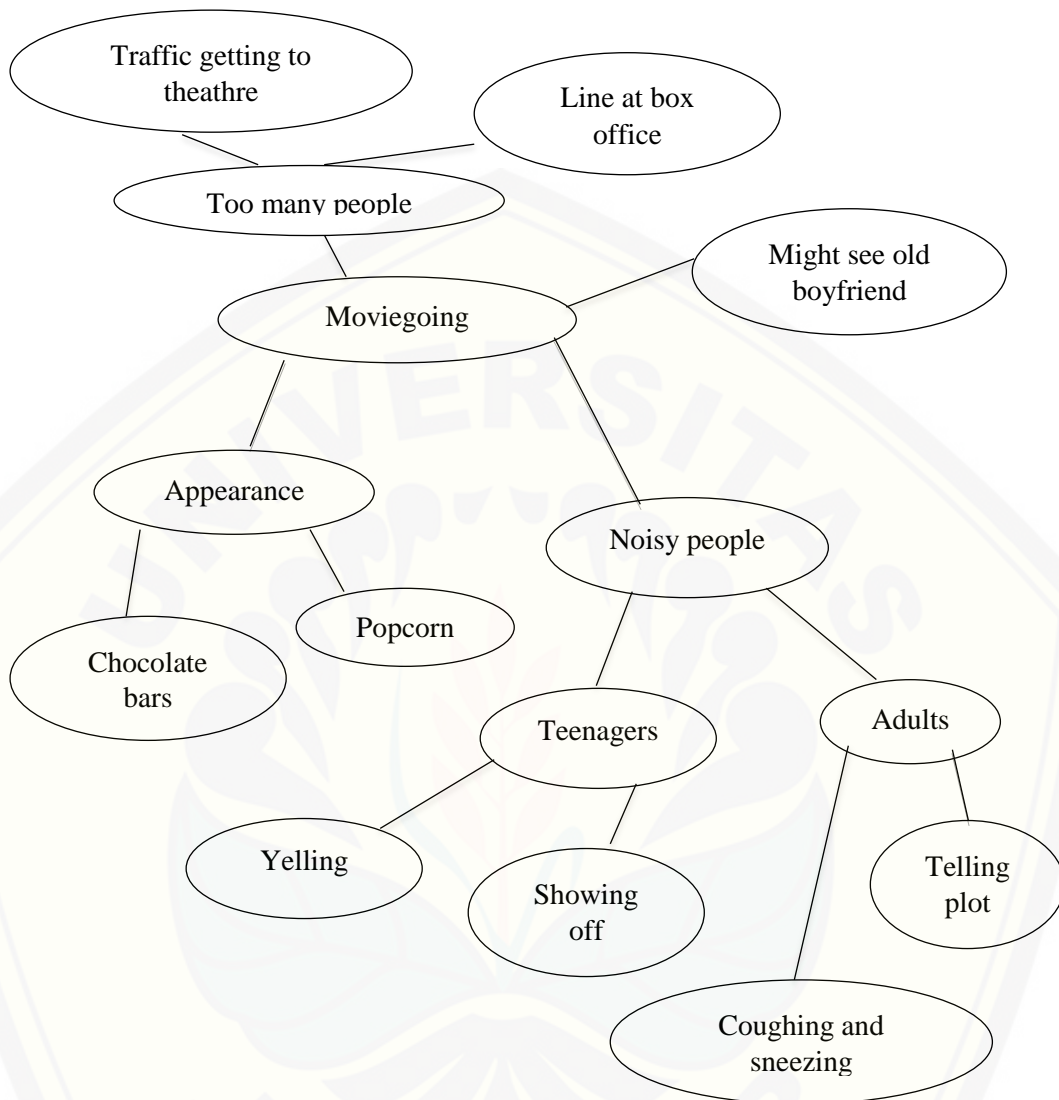 Traffic getting to
theathre
Line at box
office
Too many people
Might see old
boyfriend
Moviegoing
Appearance
Noisy people
Popcorn
Chocolate
bars
Teenagers
Adults
Yelling
Showing
off
Telling
plot
Coughing and
sneezing
UNIVERSITAS